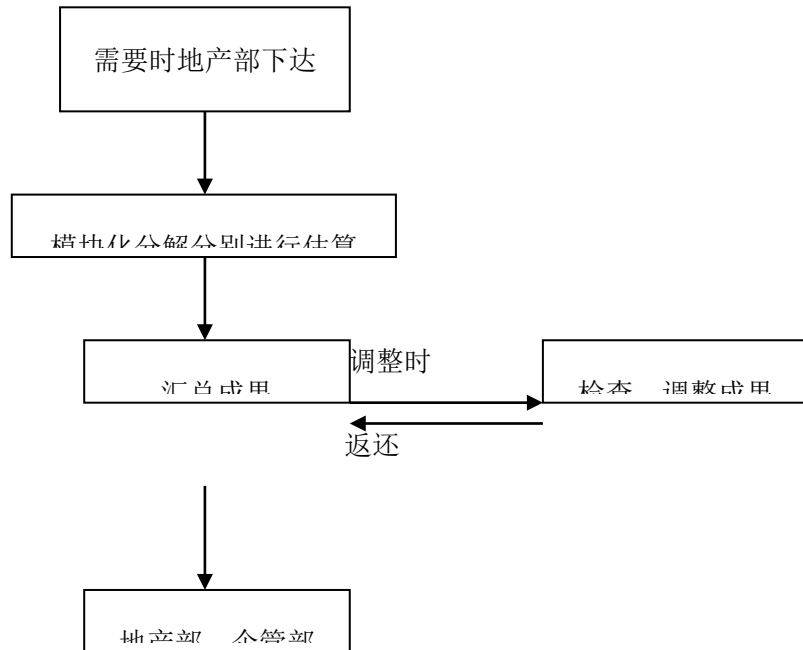 需要时地产部下达
模块化分解分别进行估算
汇总成果
调整时
检查、调整成果
返还
地产部、企管部